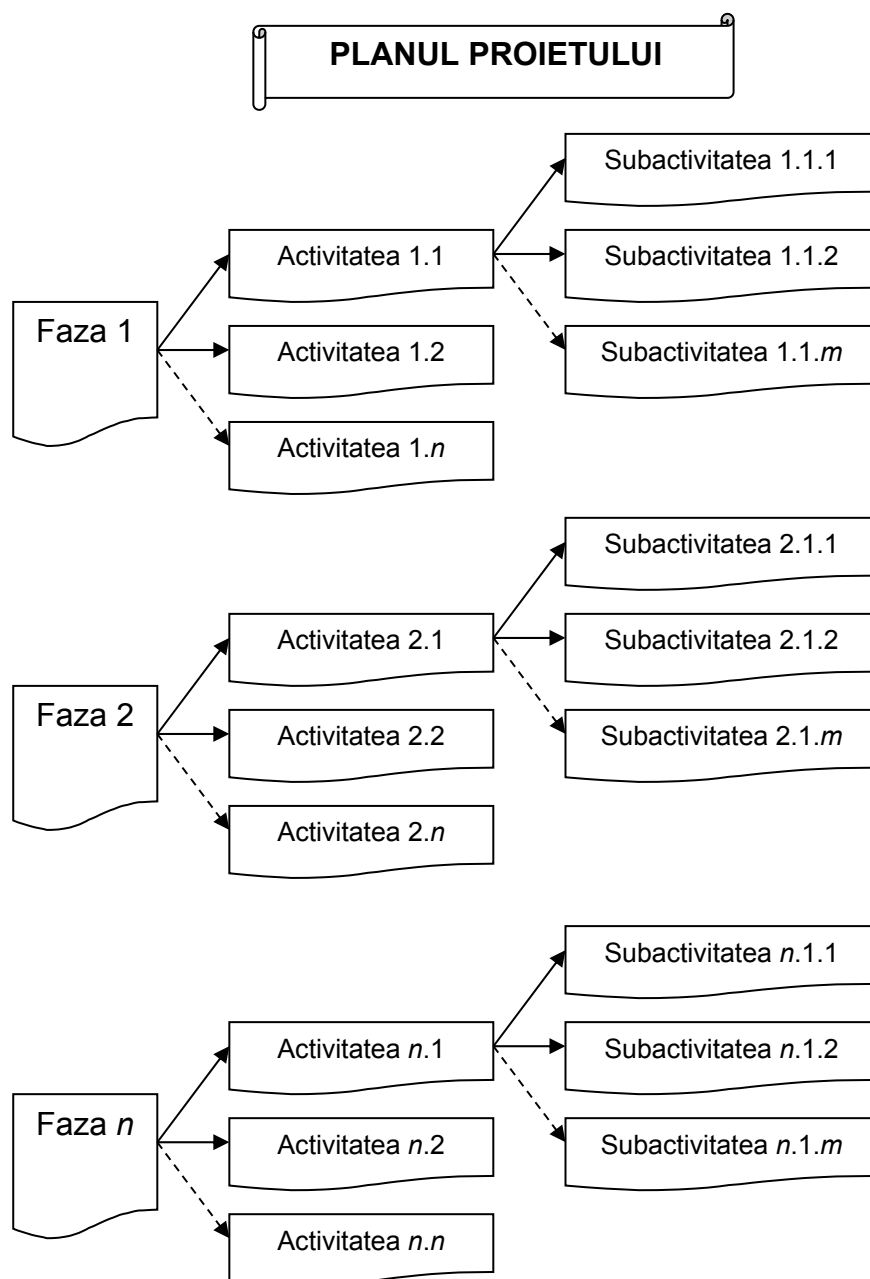 PLANUL PROIETULUI
Subactivitatea 1.1.1
Activitatea 1.1
Subactivitatea 1.1.2
Faza 1
Activitatea 1.2
Subactivitatea 1.1.m
Activitatea 1.n
Subactivitatea 2.1.1
Activitatea 2.1
Subactivitatea 2.1.2
Faza 2
Activitatea 2.2
Subactivitatea 2.1.m
Activitatea 2.n
Subactivitatea n.1.1
Activitatea n.1
Subactivitatea n.1.2
Faza n
Activitatea n.2
Subactivitatea n.1.m
Activitatea n.n